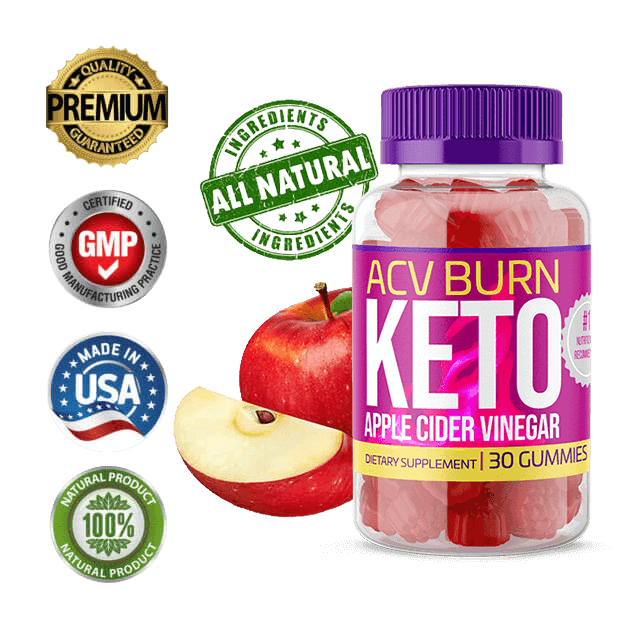 QUALITY
PREMIUM
GUARANTEED
CERTIFIED
GMP
GOOD MANUFACTURING PRACTICE
MADE IN
USA
NATURAL PRODUCT
100%
NATURAL PRODUCT
INGREDIENTS
ALL NATURAL
INGREDIENTS
ACV BURN
KETO
APPLE CIDER VINEGAR
DIETARY SUPPLEMENT | 30 GUMMIES
#1